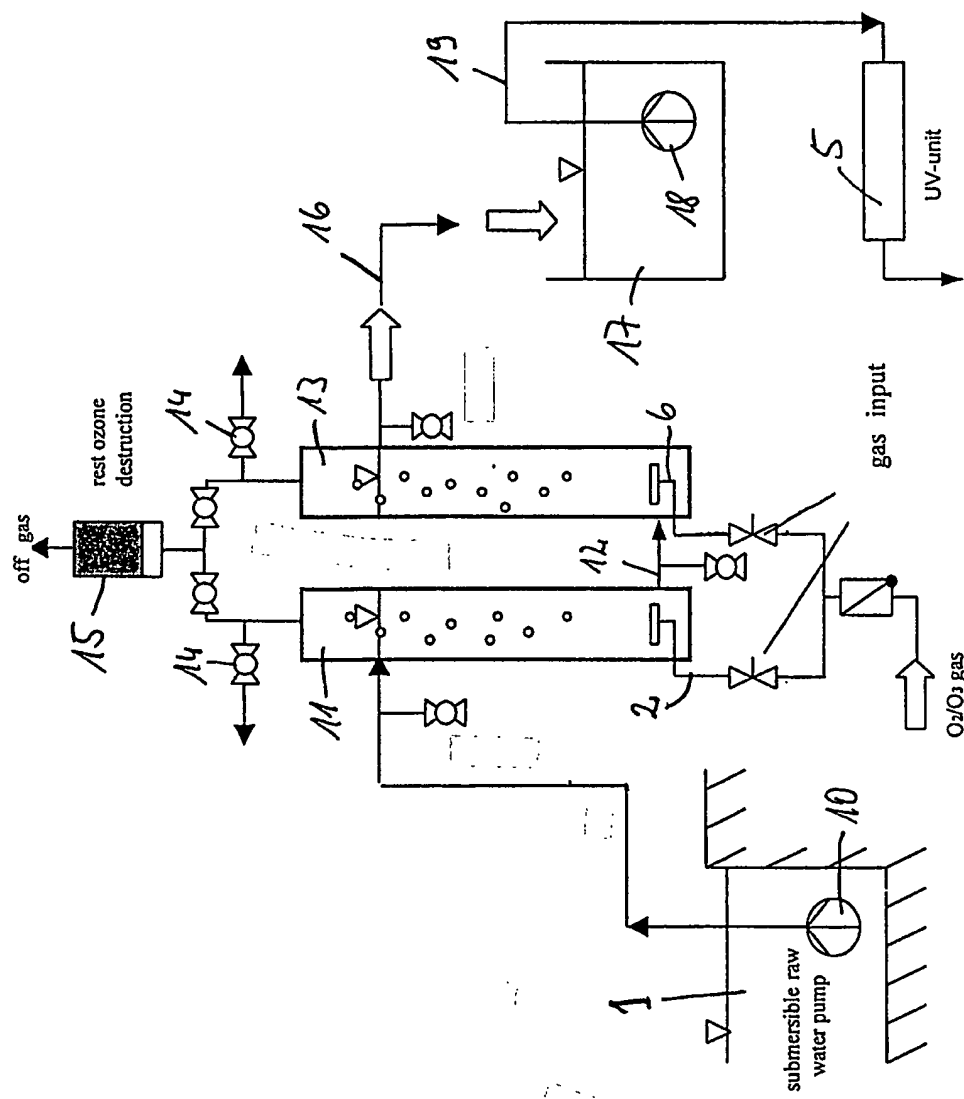 off gas
15
rest ozone
destruction
14
14
11
13
16
19
12
2
6
17
18
5
UV-unit
gas input
O2/O3 gas
1
submersible raw
water pump
10